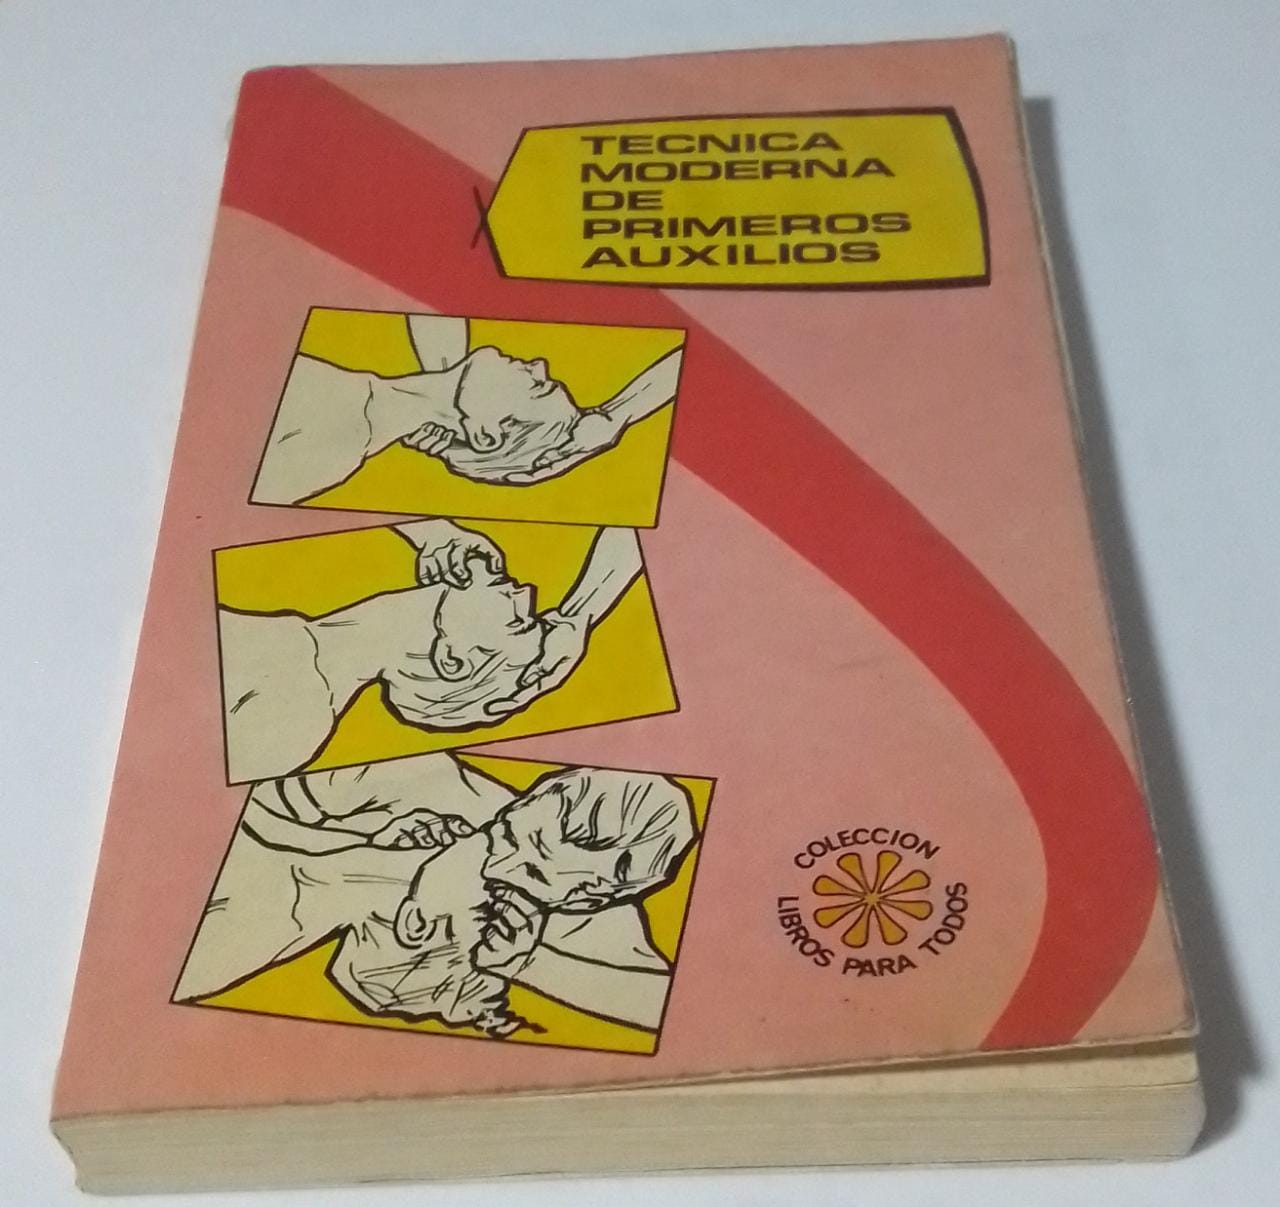 TECNICA
MODERNA
DE
PRIMEROS
AUXILIOS
COLECCION
LIBROS PARA TODOS